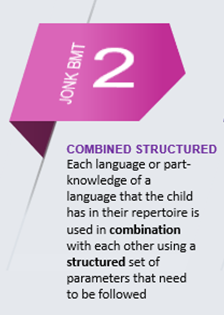 JONK BMT
2
COMBINED STRUCTURED
Each language or part-
knowledge of a
language that the child
has in their repertoire is
used in combination
with each other using a
structured set of
parameters that need
to be followed